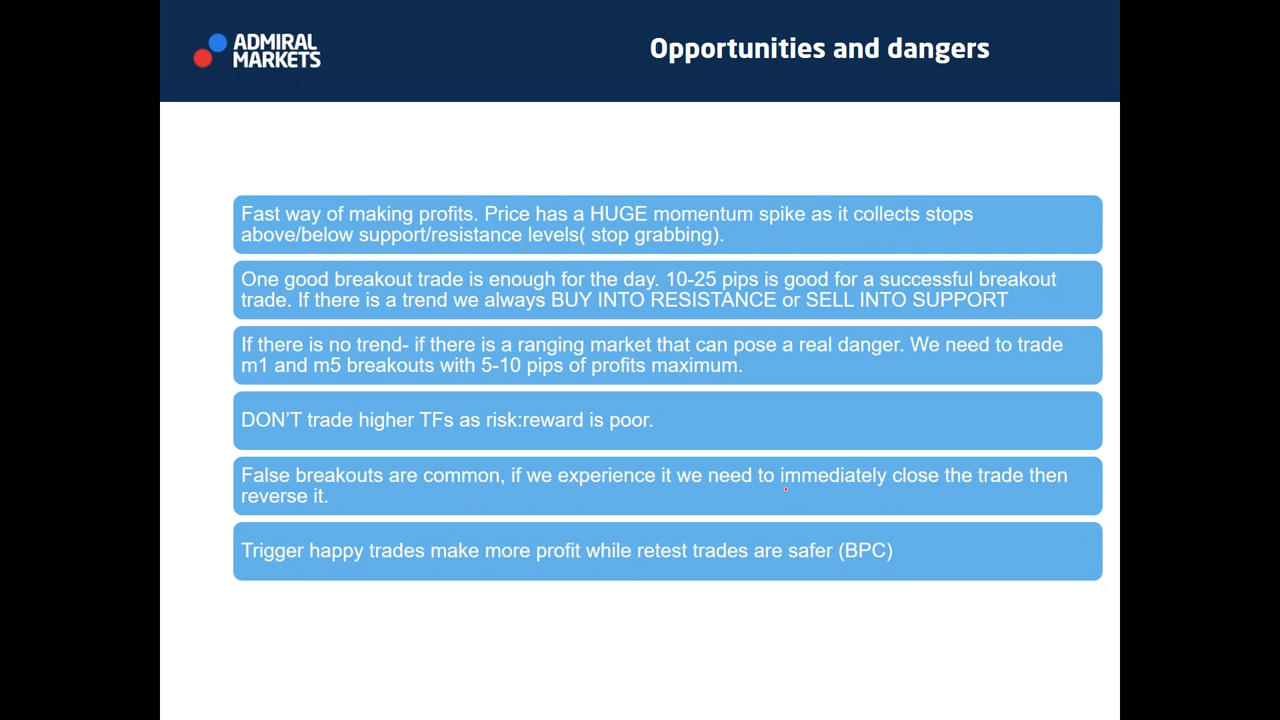 ADMIRAL
MARKETS
Opportunities and dangers
Fast way of making profits. Price has a HUGE momentum spike as it collects stops
above/below support/resistance levels( stop grabbing).
One good breakout trade is enough for the day. 10-25 pips is good for a successful breakout
trade. If there is a trend we always BUY INTO RESISTANCE or SELL INTO SUPPORT
If there is no trend- if there is a ranging market that can pose a real danger. We need to trade
m1 and m5 breakouts with 5-10 pips of profits maximum.
DON’T trade higher TFs as risk:reward is poor.
False breakouts are common, if we experience it we need to immediately close the trade then
reverse it.
Trigger happy trades make more profit while retest trades are safer (BPC)